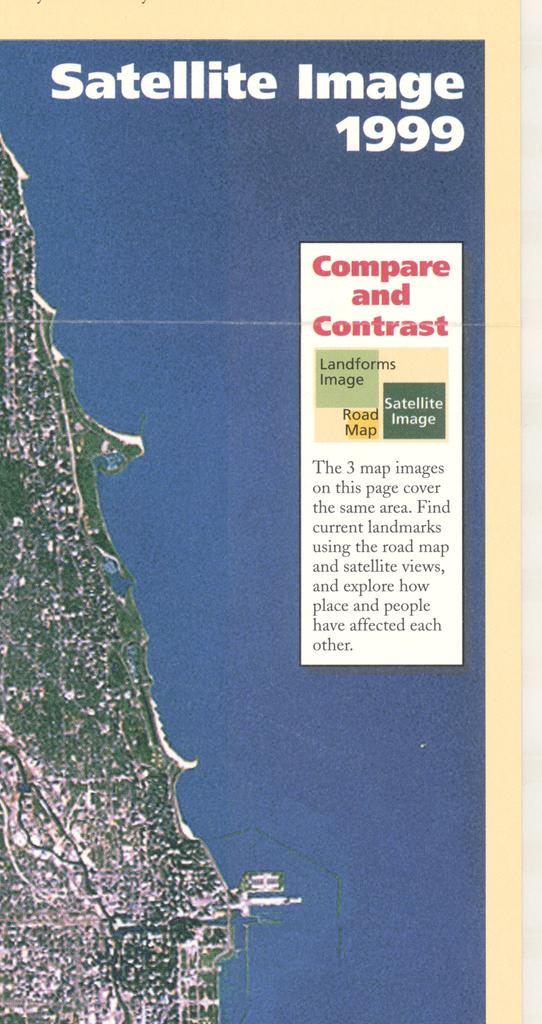 Satellite Image
1999
Compare
and
Contrast
Landforms
Image
Road
Map
Satellite
Image
The 3 map images
on this page cover
the same area. Find
current landmarks
using the road map
and satellite views,
and explore how
place and people
have affected each
other.